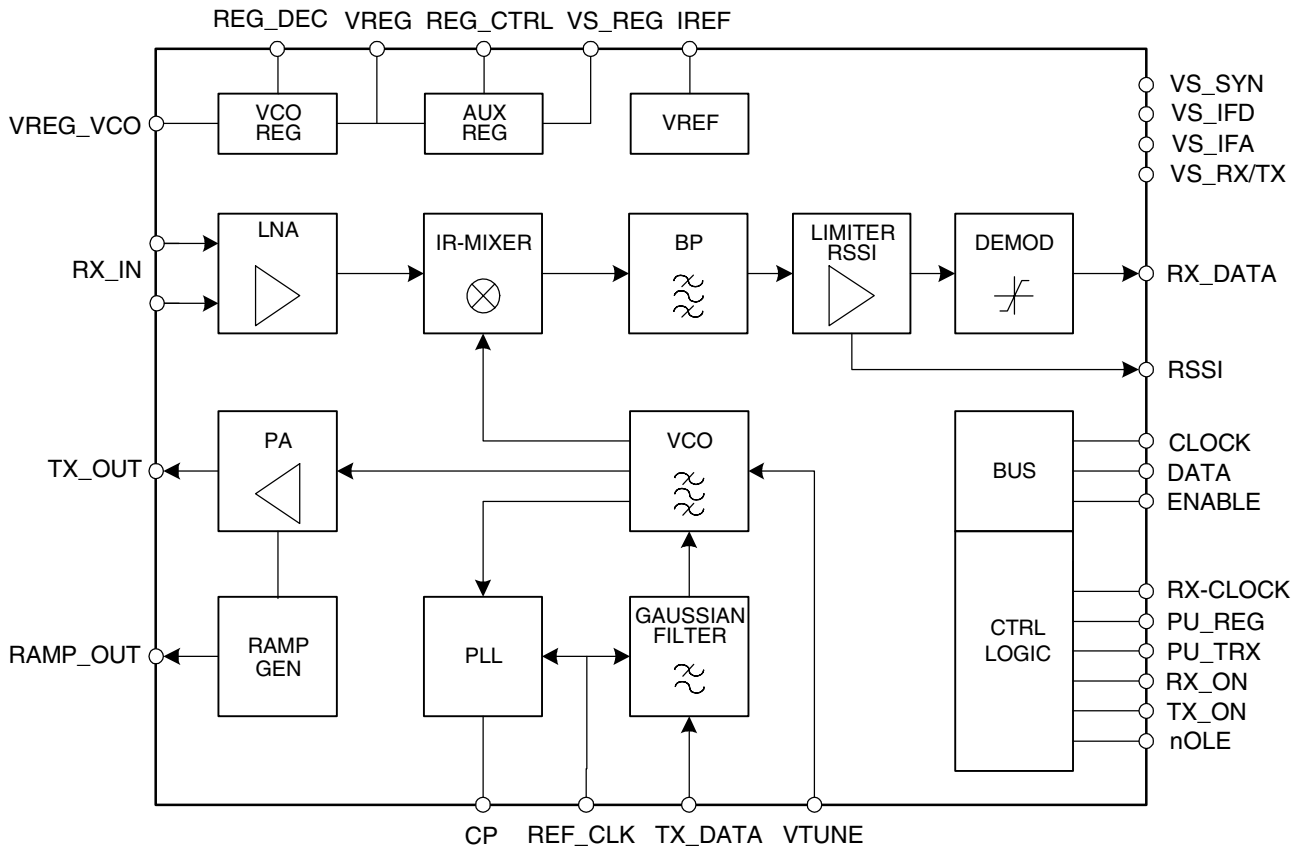 REG_DEC VREG REG_CTRL VS_REG IREF
VREG_VCO
VCO
REG
AUX
REG
VREF
VS_SYN
VS_IFD
VS_IFA
VS_RX/TX
RX_IN
LNA
IR-MIXER
BP
LIMITER
RSSI
DEMOD
RX_DATA
RSSI
TX_OUT
PA
VCO
BUS
CLOCK
DATA
ENABLE
RAMP_OUT
RAMP
GEN
PLL
GAUSSIAN
FILTER
CTRL
LOGIC
RX-CLOCK
PU_REG
PU_TRX
RX_ON
TX_ON
nOLE
CP REF_CLK TX_DATA VTUNE